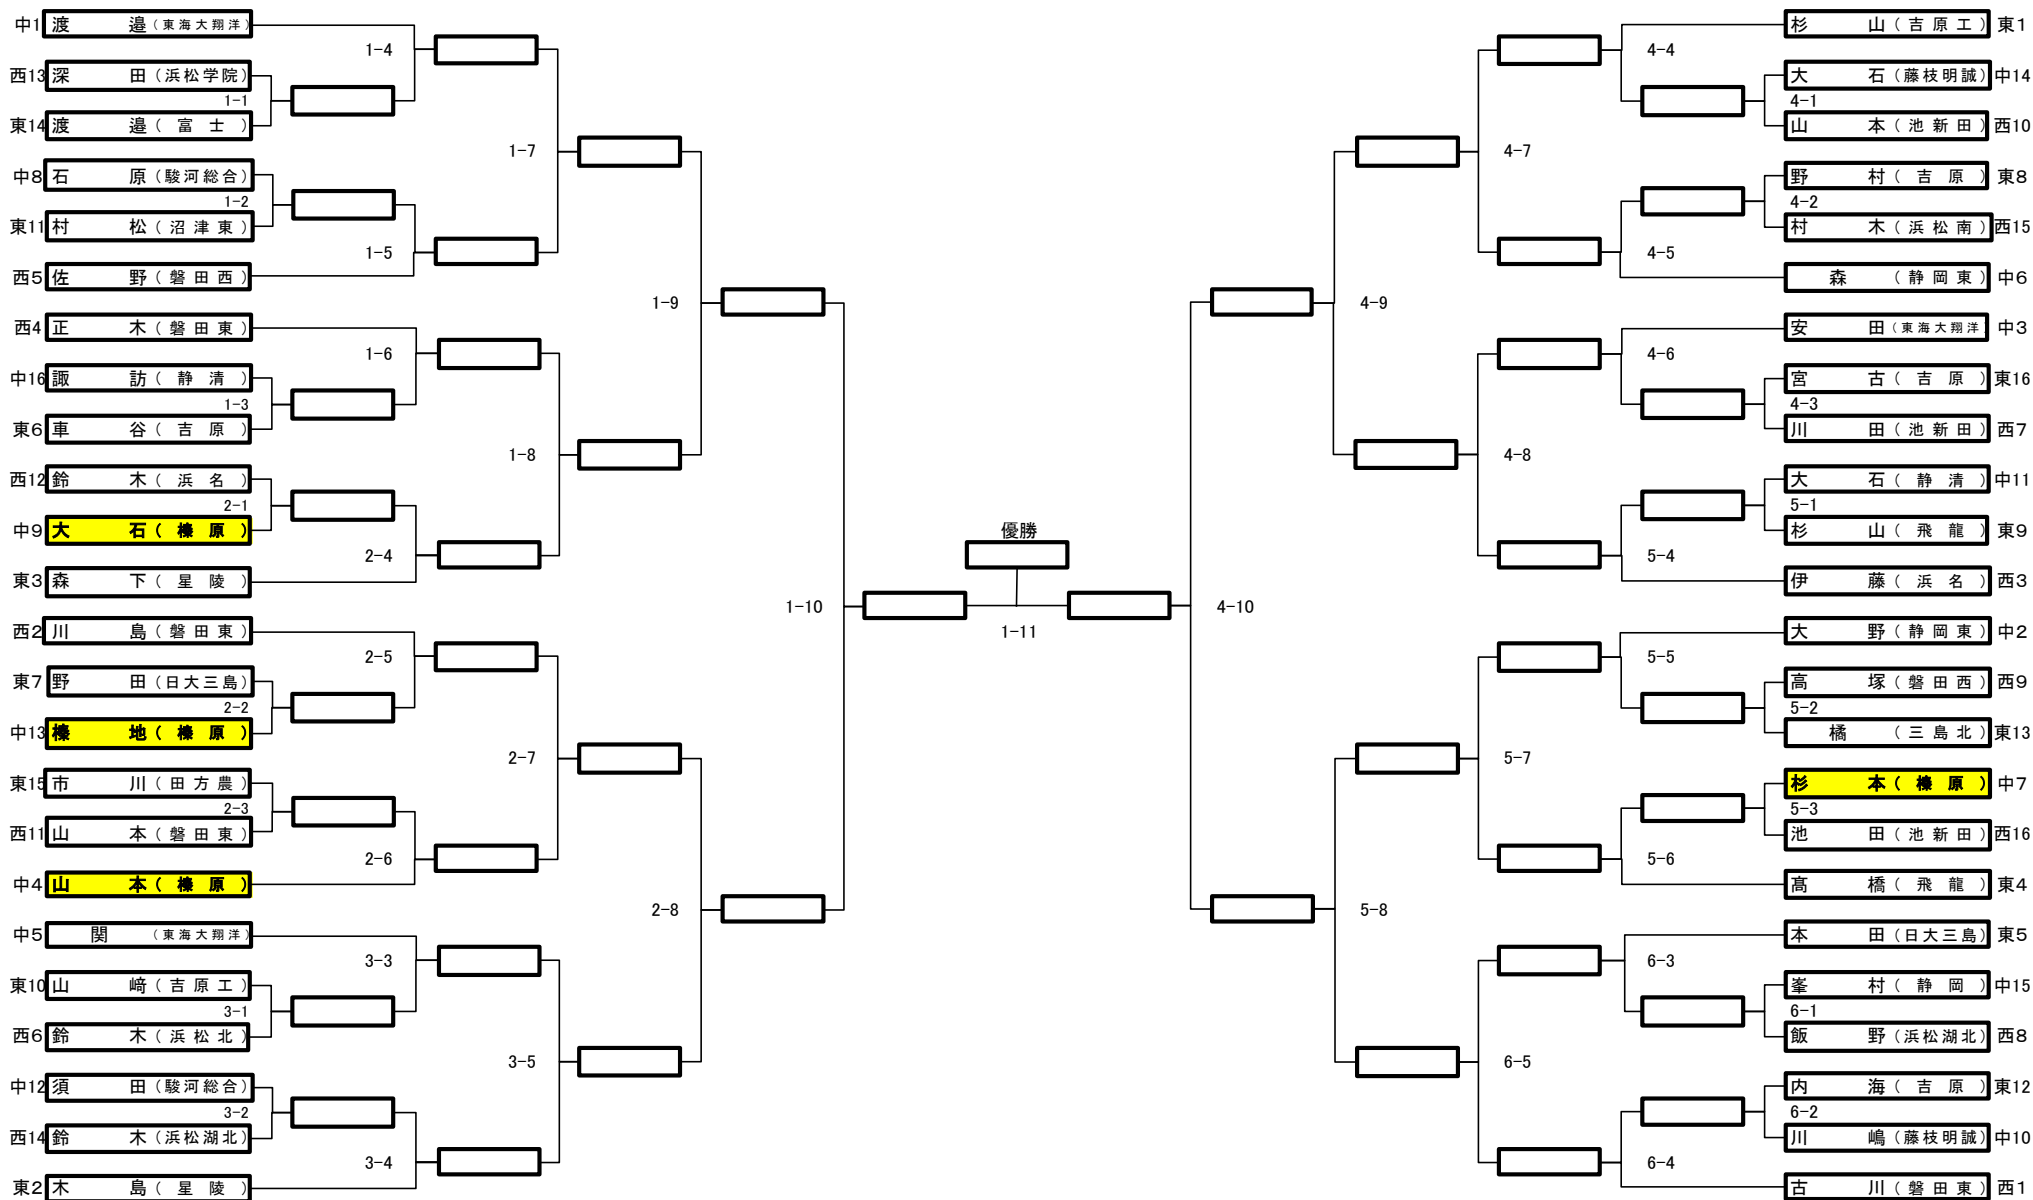 中1 渡 邉 (東海大翔洋)
1-4
西13 深 田 (浜松学院)
1-1
東14 渡 邉 (富 士)
1-7
中8 石 原 (駿河総合)
1-2
東11 村 松 (沼 津 東)
1-5
西5 佐 野 (磐 田 西)
1-9
西4 正 木 (磐 田 東)
1-6
中16 諏 訪 (静 清)
1-3
東6 車 谷 (吉 原)
1-8
西12 鈴 木 (浜 名)
2-1
中9 大 石 (榛 原)
2-4
東3 森 下 (星 陵)
1-10
西2 川 島 (磐 田 東)
2-5
東7 野 田 (日大三島)
2-2
中13 榛 地 (榛 原)
2-7
東15 市 川 (田 方 農)
2-3
西11 山 本 (磐 田 東)
2-6
中4 山 本 (榛 原)
2-8
中5 関 (東海大翔洋)
3-3
東10 山 﨑 (吉 原 工)
3-1
西6 鈴 木 (浜 松 北)
3-5
中12 須 田 (駿河総合)
3-2
西14 鈴 木 (浜松湖北)
3-4
東2 木 島 (星 陵)
優勝
1-11
杉 山 (吉 原 工) 東1
4-4
大 石 (藤枝明誠) 中14
4-1
山 本 (池 新 田) 西10
4-7
野 村 (吉 原) 東8
4-2
村 木 (浜 松 南) 西15
4-5
森 (静 岡 東) 中6
4-9
安 田 (東海大翔洋 中3
4-6
宮 古 (吉 原) 東16
4-3
川 田 (池 新 田) 西7
4-8
大 石 (静 清) 中11
5-1
杉 山 (飛 龍) 東9
5-4
伊 藤 (浜 名) 西3
4-10
大 野 (静 岡 東) 中2
5-5
高 塚 (磐 田 西) 西9
5-2
橘 (三 島 北) 東13
5-7
杉 本 (榛 原) 中7
5-3
池 田 (池 新 田) 西16
5-6
髙 橋 (飛 龍) 東4
5-8
本 田 (日大三島) 東5
6-3
峯 村 (静 岡) 中15
6-1
飯 野 (浜松湖北) 西8
6-5
内 海 (吉 原) 東12
6-2
川 嶋 (藤枝明誠) 中10
6-4
古 川 (磐 田 東) 西1